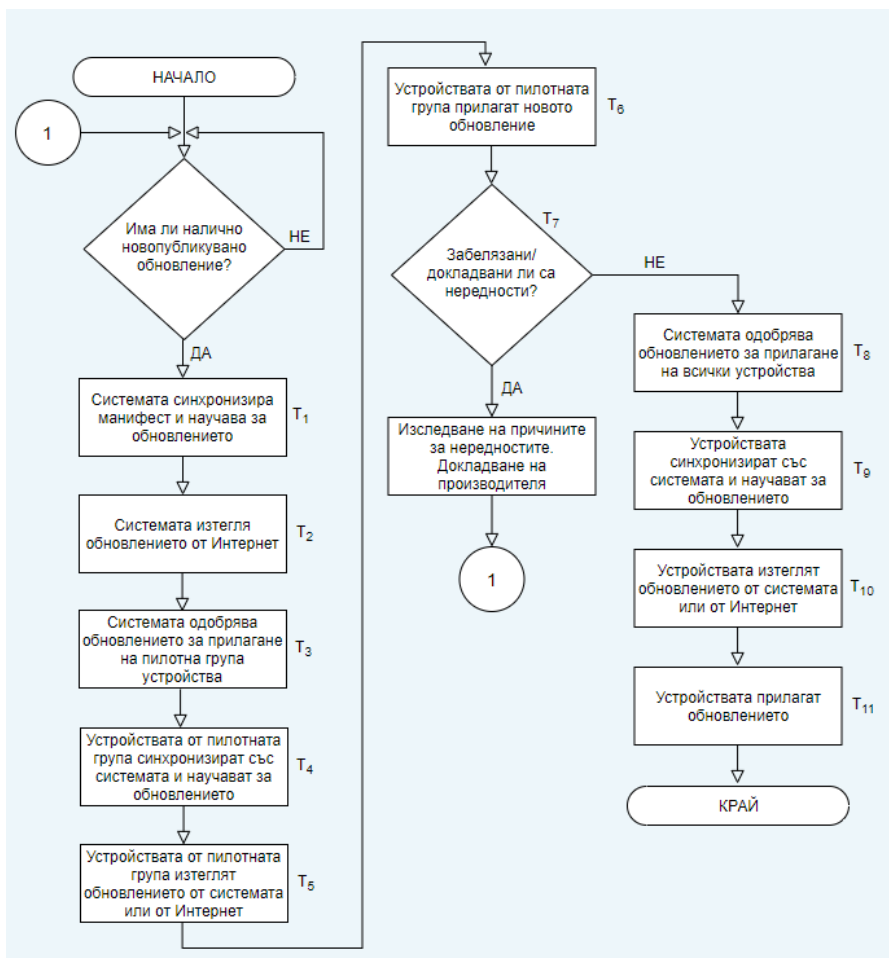 НАЧАЛО
1
Има ли налично
новопубликувано
обновление?
НЕ
ДА
Системата синхронизира
манифест и научава за
обновлението
T1
Системата изтегля
обновлението от Интернет
T2
Системата одобрява
обновлението за прилагане
на пилотна група
устройства
T3
Устройствата от пилотната
група синхронизират със
системата и научават за
обновлението
T4
Устройствата от пилотната
група изтеглят
обновлението от системата
или от Интернет
T5
Устройствата от пилотната
група прилагат новото
обновление
T6
Забелязани/
докладвани ли са
нередности?
T7
НЕ
ДА
Изследване на причините
за нередностите.
Докладване на
производителя
1
Системата одобрява
обновлението за прилагане
на всички устройства
T8
Устройствата
синхронизират със
системата и научават за
обновлението
T9
Устройствата изтеглят
обновлението от системата
или от Интернет
T10
Устройствата прилагат
обновлението
T11
КРАЙ